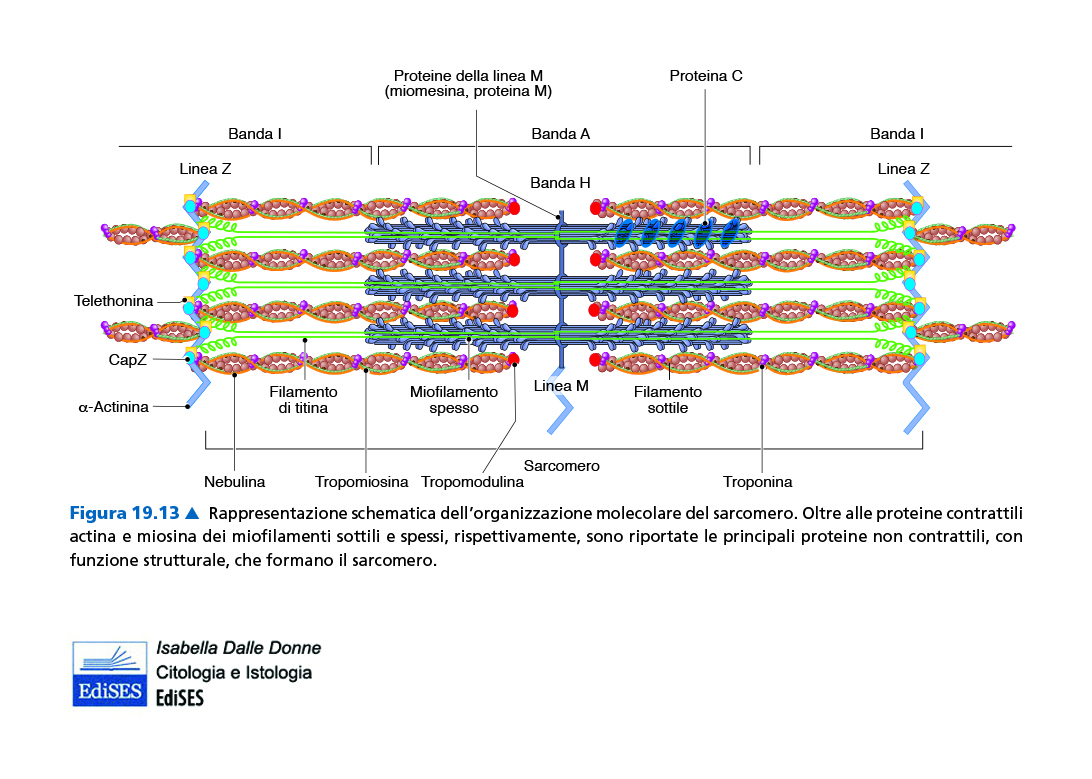 Proteine della linea M
(miomesina, proteina M)
Proteina C
Banda I
Banda A
Banda I
Linea Z
Banda H
Linea Z
Telethonina
CapZ
α-Actinina
Filamento
di titina
Miofilamento
spesso
Linea M
Filamento
sottile
Sarcomero
Nebulina
Tropomiosina
Tropomodulina
Troponina
Figura 19.13 ▲ Rappresentazione schematica dell’organizzazione molecolare del sarcomero. Oltre alle proteine contrattili
actina e miosina dei miofilamenti sottili e spessi, rispettivamente, sono riportate le principali proteine non contrattili, con
funzione strutturale, che formano il sarcomero.
EdiSES
Isabella Dalle Donne
Citologia e Istologia
EdiSES